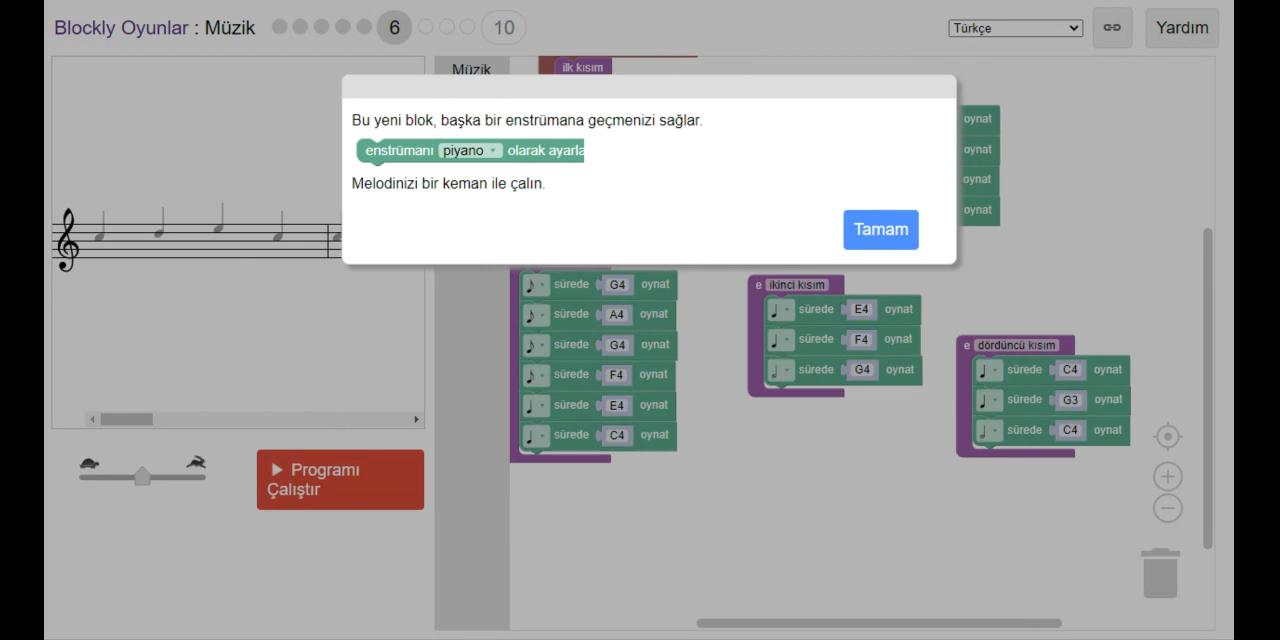 Blockly Oyunlar : Müzik 6 10 Türkçe Yardım
Müzik
ilk kısım
Bu yeni blok, başka bir enstrümana geçmenizi sağlar.
enstrümanı piyano olarak ayarla
Melodinizi bir keman ile çalın.
Tamam
oynat
oynat
oynat
oynat
sürede G4 oynat
sürede A4 oynat
sürede G4 oynat
sürede F4 oynat
sürede E4 oynat
sürede C4 oynat
e ikinci kısım
sürede E4 oynat
sürede F4 oynat
sürede G4 oynat
e dördüncü kısım
sürede C4 oynat
sürede G3 oynat
sürede C4 oynat
Programı
Çalıştır